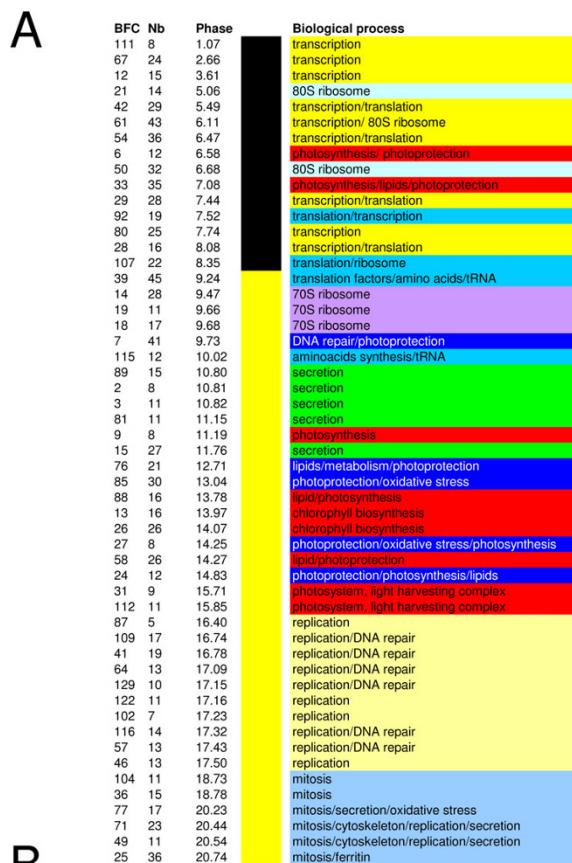 A
BFC Nb Phase Biological process
111 8 1.07 transcription
67 24 2.66 transcription
12 15 3.61 transcription
21 14 5.06 80S ribosome
42 29 5.49 transcription/translation
61 43 6.11 transcription/ 80S ribosome
54 36 6.47 transcription/translation
6 12 6.58 photosynthesis/ photoprotection
50 32 6.68 80S ribosome
33 35 7.08 photosynthesis/lipids/photoprotection
29 28 7.44 transcription/translation
92 19 7.52 translation/transcription
80 25 7.74 transcription
28 16 8.08 transcription/translation
107 22 8.35 translation/ribosome
39 45 9.24 translation factors/amino acids/tRNA
14 28 9.47 70S ribosome
19 11 9.66 70S ribosome
18 17 9.68 70S ribosome
7 41 9.73 DNA repair/photoprotection
115 12 10.02 aminoacids synthesis/tRNA
89 15 10.80 secretion
2 8 10.81 secretion
3 11 10.82 secretion
81 11 11.15 secretion
9 8 11.19 photosynthesis
15 27 11.76 secretion
76 21 12.71 lipids/metabolism/photoprotection
85 30 13.04 photoprotection/oxidative stress
88 16 13.78 lipid/photosynthesis
13 16 13.97 chlorophyll biosynthesis
26 26 14.07 chlorophyll biosynthesis
27 8 14.25 photoprotection/oxidative stress/photosynthesis
58 26 14.27 lipid/photoprotection
24 12 14.83 photoprotection/photosynthesis/lipids
31 9 15.71 photosystem, light harvesting complex
112 11 15.85 photosystem, light harvesting complex
87 5 16.40 replication
109 17 16.74 replication/DNA repair
41 19 16.78 replication/DNA repair
64 13 17.09 replication/DNA repair
129 10 17.15 replication/DNA repair
122 11 17.16 replication
102 7 17.23 replication
116 14 17.32 replication/DNA repair
57 13 17.43 replication/DNA repair
46 13 17.50 replication
104 11 18.73 mitosis
36 15 18.78 mitosis
77 17 20.23 mitosis/secretion/oxidative stress
71 23 20.44 mitosis/cytoskeleton/replication/secretion
49 11 20.54 mitosis/cytoskeleton/replication/secretion
25 36 20.74 mitosis/ferritin